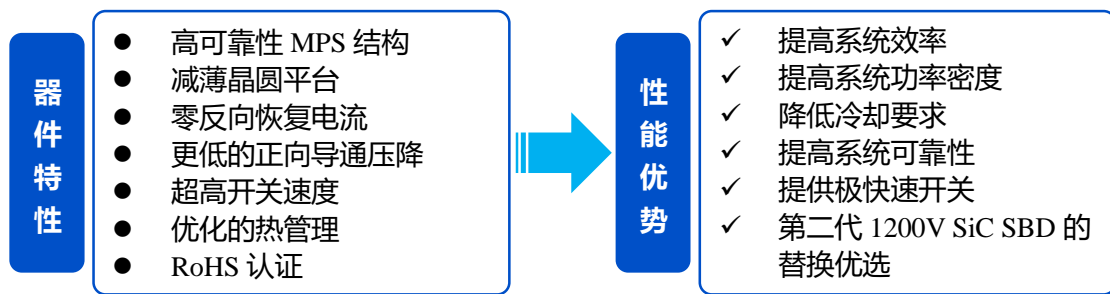 器件特性
高可靠性 MPS 结构
减薄晶圆平台
零反向恢复电流
更低的正向导通压降
超高开关速度
优化的热管理
RoHS 认证
性能优势
提高系统效率
提高系统功率密度
降低冷却要求
提高系统可靠性
提供极快速开关
第二代 1200V SiC SBD 的
替换优选